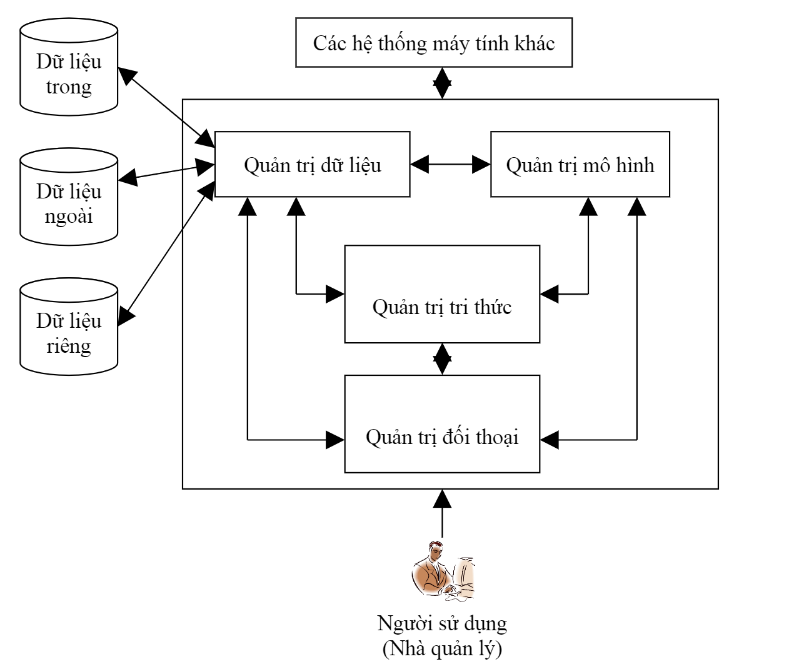 Các hệ thống máy tính khác
Dữ liệu
trong
Quản trị dữ liệu
Quản trị mô hình
Dữ liệu
ngoài
Quản trị tri thức
Dữ liệu
riêng
Quản trị đối thoại
Người sử dụng
(Nhà quản lý)